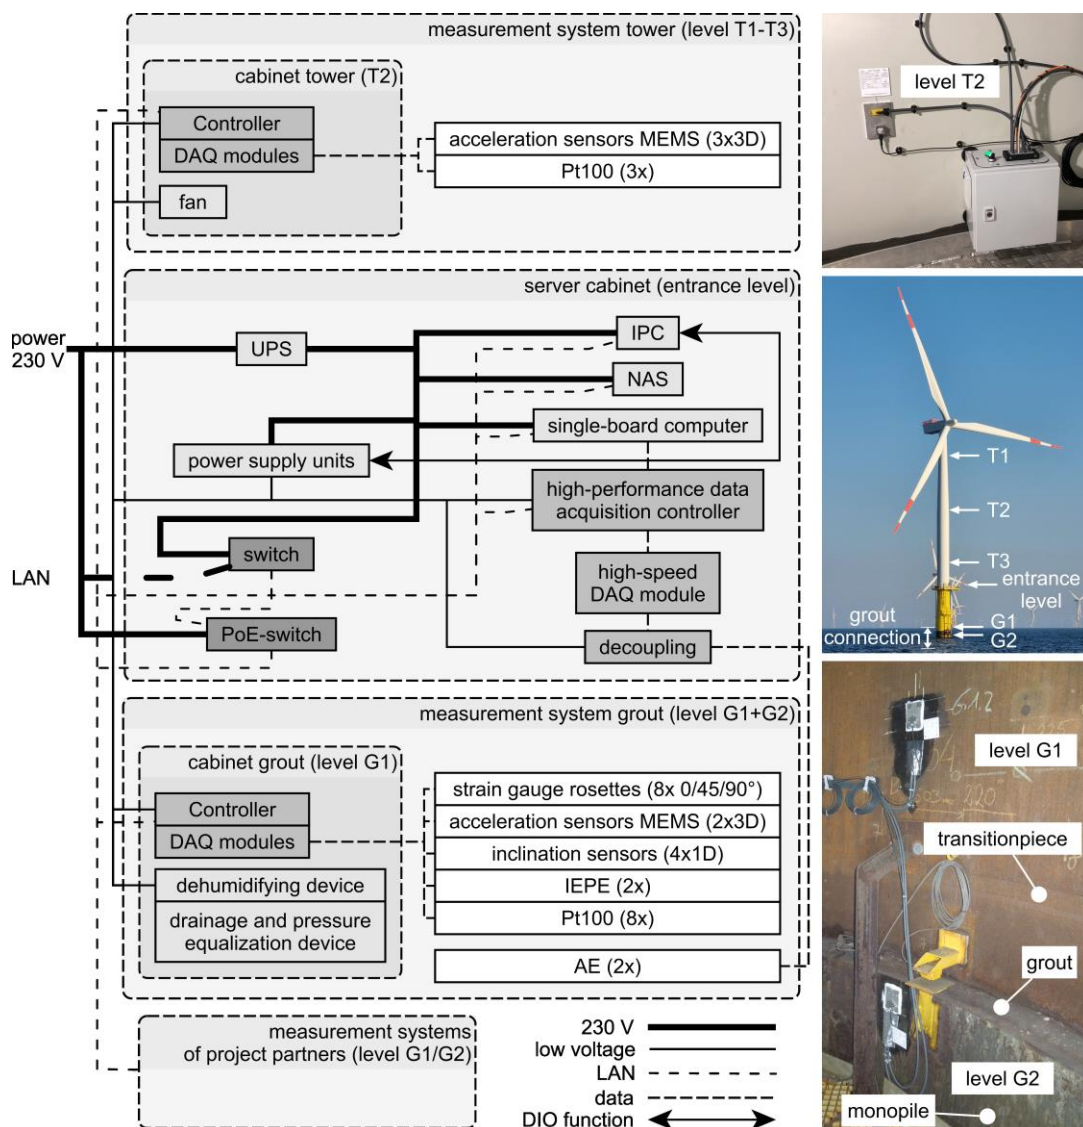 measurement system tower (level T1-T3)
cabinet tower (T2)
Controller
DAQ modules
fan
acceleration sensors MEMS (3x3D)
Pt100 (3x)
server cabinet (entrance level)
power
230 V
UPS
IPC
NAS
single-board computer
power supply units
high-performance data
acquisition controller
switch
LAN
high-speed
DAQ module
PoE-switch
decoupling
measurement system grout (level G1+G2)
cabinet grout (level G1)
Controller
DAQ modules
dehumidifying device
drainage and pressure
equalization device
strain gauge rosettes (8x 0/45/90°)
acceleration sensors MEMS (2x3D)
inclination sensors (4x1D)
IEPE (2x)
Pt100 (8x)
AE (2x)
measurement systems
of project partners (level G1/G2)
230 V
low voltage
LAN
data
DIO function
level T2
T1
T2
T3
entrance
level
grout
connection
G1
G2
G1.2
level G1
transitionpiece
grout
level G2
monopile